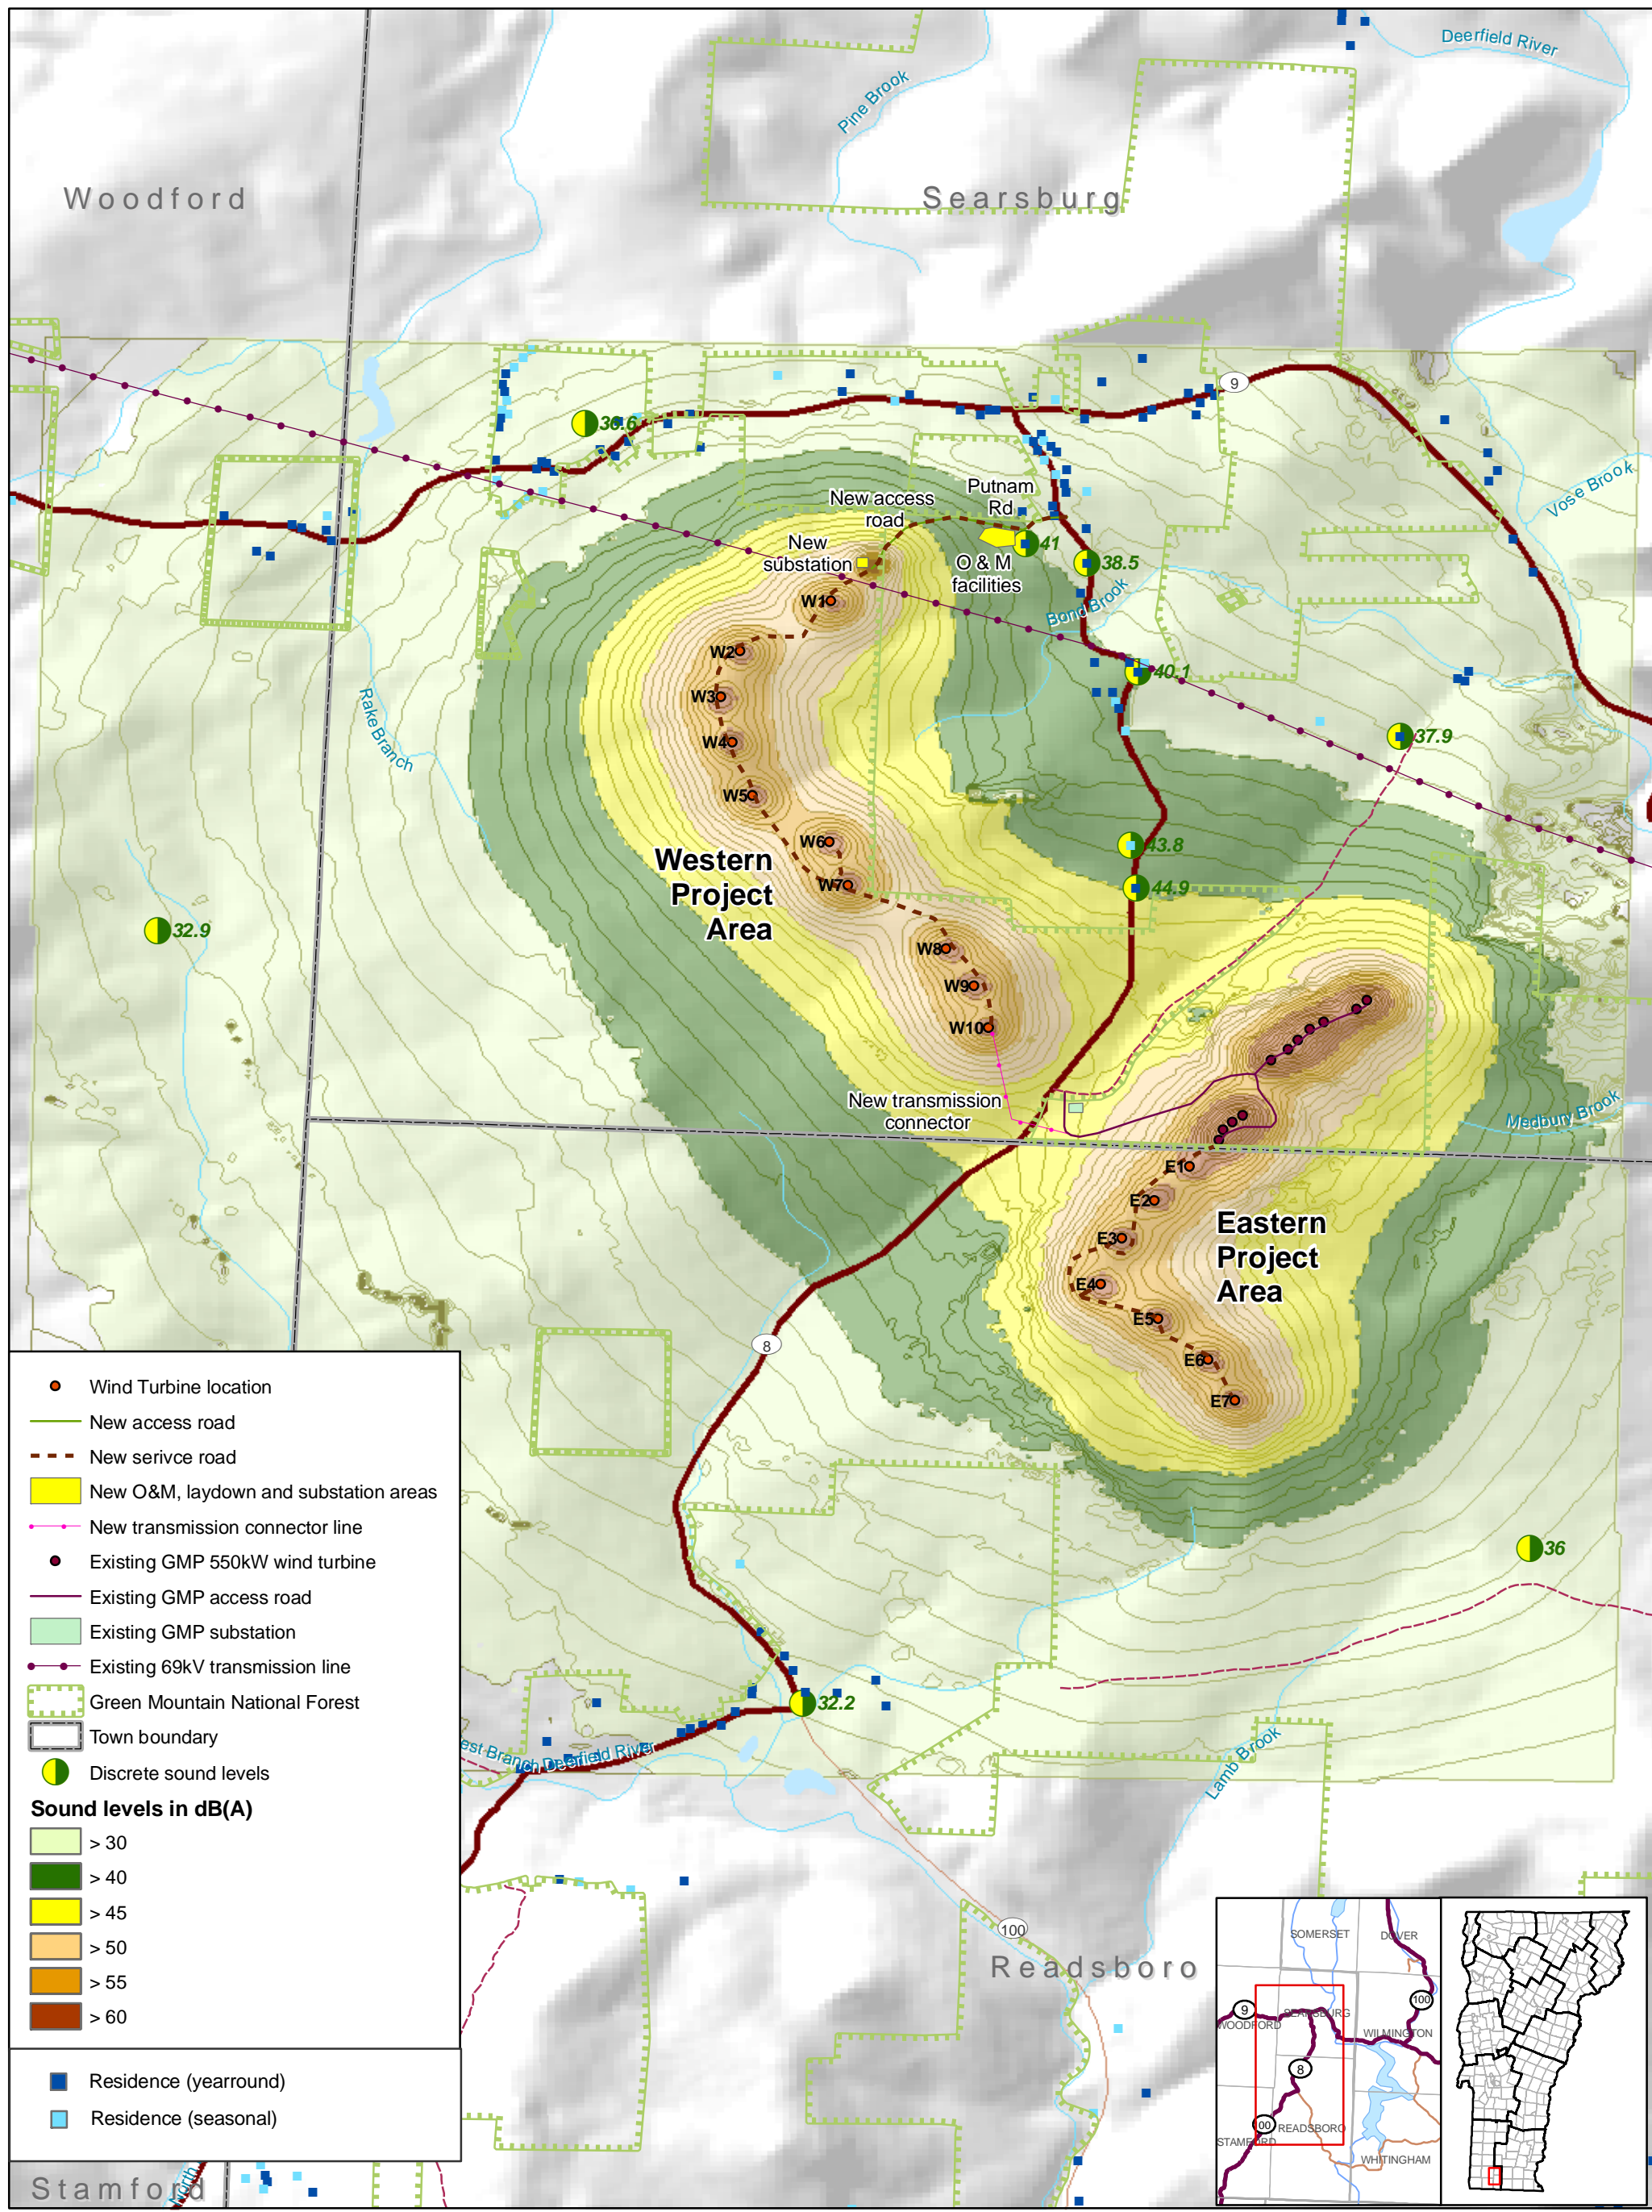 Deerfield River
Pine Brook
Woodford
Searsburg
9
36.6
Vose Brook
New access
road
Putnam
Rd
New
substation
41
O & M
facilities
38.5
Bond Brook
W1
W2
40.1
W3
Rake Branch
W4
37.9
W5
W6
43.8
Western
Project
Area
W7
44.9
32.9
W8
W9
W10
New transmission
connector
Medbury Brook
E1
E2
Eastern
Project
Area
E3
E4
E5
8
E6
E7
36
32.2
est Branch Deerfield River
Lamb Brook
100
Readsboro
Wind Turbine location
New access road
New serivce road
New O&M, laydown and substation areas
New transmission connector line
Existing GMP 550kW wind turbine
Existing GMP access road
Existing GMP substation
Existing 69kV transmission line
Green Mountain National Forest
Town boundary
Discrete sound levels
Sound levels in dB(A)
> 30
> 40
> 45
> 50
> 55
> 60
Residence (yearround)
Residence (seasonal)
Stamford
North
SOMERSET
DOVER
9
100
SEARSBURG
WOODFORD
WILMINGTON
8
00
READSBORO
STAMFORD
WHITINGHAM